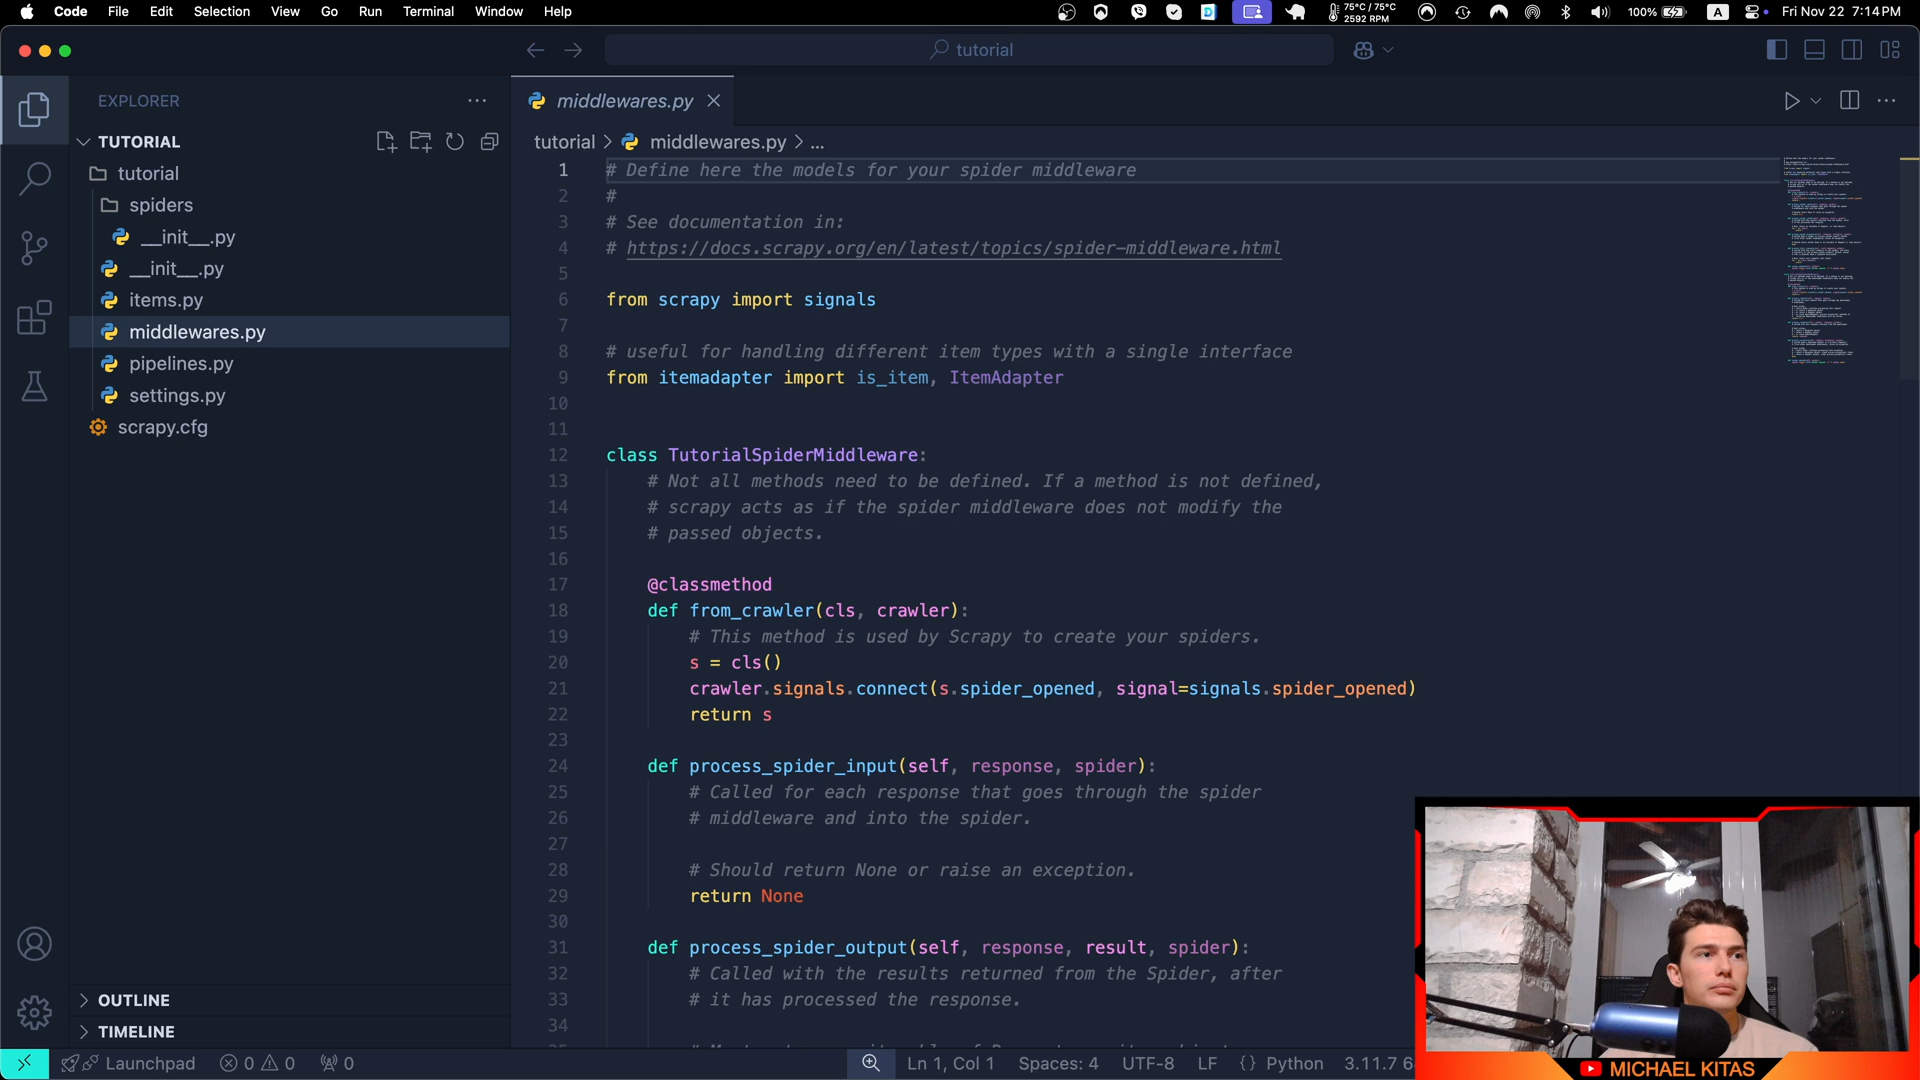 Code File Edit Selection View Go Run Terminal Window Help
75°C / 75°C
2592 RPM
100%
A
Fri Nov 22 7:14 PM
tutorial
EXPLORER
TUTORIAL
tutorial
spiders
__init__.py
__init__.py
items.py
middlewares.py
pipelines.py
settings.py
scrapy.cfg
OUTLINE
TIMELINE
middlewares.py
tutorial > middlewares.py > ...
1 # Define here the models for your spider middleware
2 #
3 # See documentation in:
4 # https://docs.scrapy.org/en/latest/topics/spider-middleware.html
5
6 from scrapy import signals
7
8 # useful for handling different item types with a single interface
9 from itemadapter import is_item, ItemAdapter
10
11
12 class TutorialSpiderMiddleware:
13 # Not all methods need to be defined. If a method is not defined,
14 # scrapy acts as if the spider middleware does not modify the
15 # passed objects.
16
17 @classmethod
18 def from_crawler(cls, crawler):
19 # This method is used by Scrapy to create your spiders.
20 s = cls()
21 crawler.signals.connect(s.spider_opened, signal=signals.spider_opened)
22 return s
23
24 def process_spider_input(self, response, spider):
25 # Called for each response that goes through the spider
26 # middleware and into the spider.
27
28 # Should return None or raise an exception.
29 return None
30
31 def process_spider_output(self, response, result, spider):
32 # Called with the results returned from the Spider, after
33 # it has processed the response.
34
Launchpad 0 0 0
Ln 1, Col 1 Spaces: 4 UTF-8 LF {} Python 3.11.7 6
MICHAEL KITAS